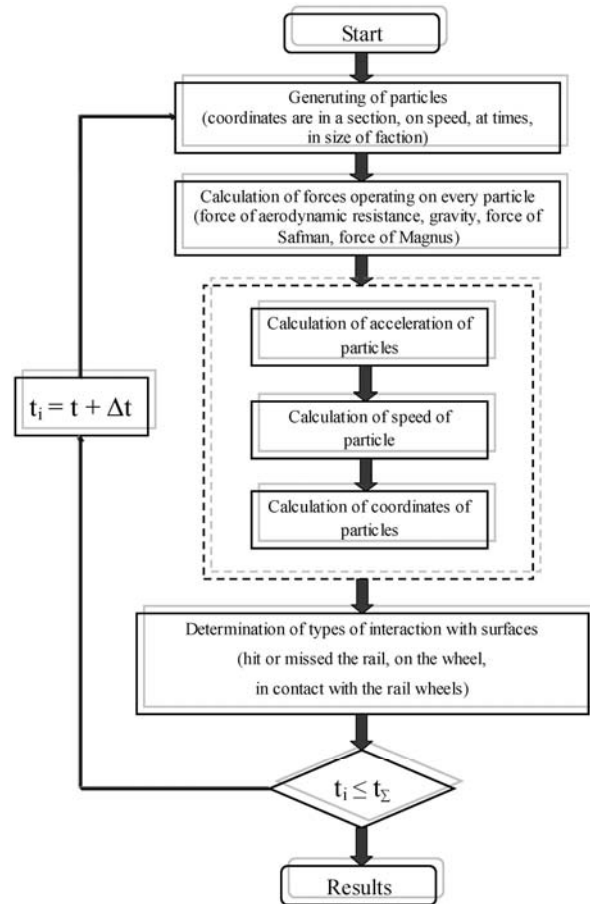 Start
Generuting of particles
(coordinates are in a section, on speed, at times,
in size of faction)
Calculation of forces operating on every particle
(force of aerodynamic resistance, gravity, force of
Safman, force of Magnus)
Calculation of acceleration of
particles
tᵢ = t + Δt
Calculation of speed of
particle
Calculation of coordinates of
particles
Determination of types of interaction with surfaces
(hit or missed the rail, on the wheel,
in contact with the rail wheels)
tᵢ ≤ t_Σ
Results